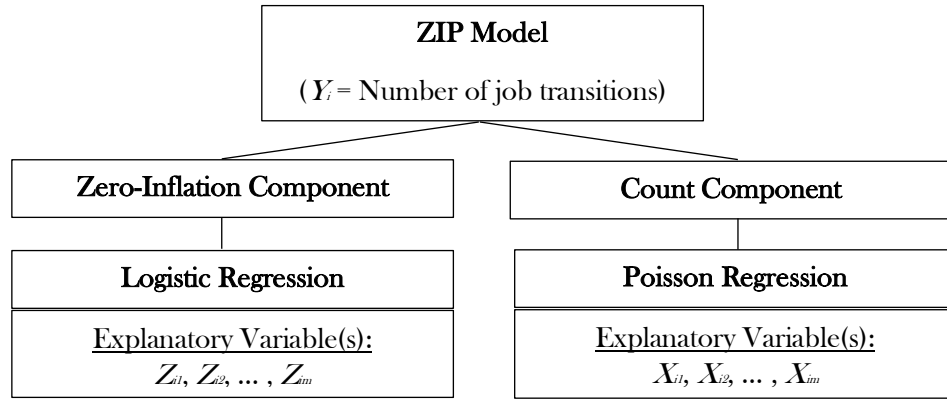 ZIP Model
( Yᵢ = Number of job transitions)
Zero-Inflation Component
Count Component
Logistic Regression
Explanatory Variable(s):
Zᵢ₁, Zᵢ₂, ... , Zᵢₘ
Poisson Regression
Explanatory Variable(s):
Xᵢ₁, Xᵢ₂, ... , Xᵢₘ